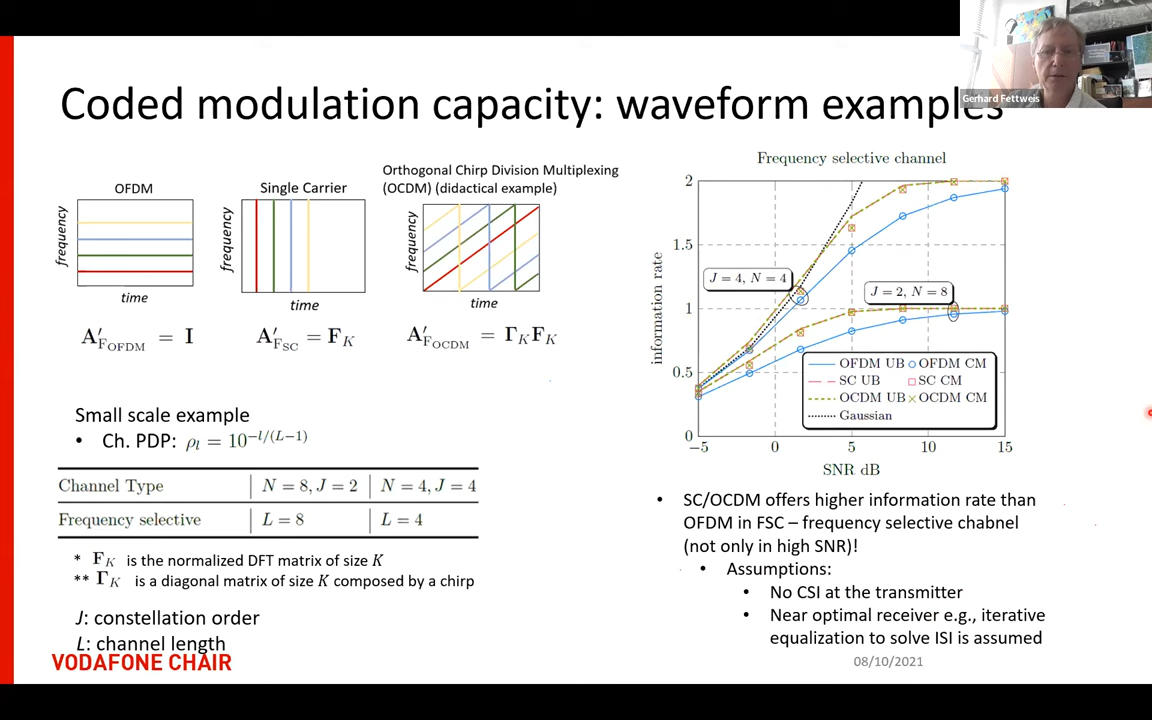 Gerhard Fettweis
Coded modulation capacity: waveform examples
OFDM
frequency
time
A′F_OFDM = I
Single Carrier
frequency
time
A′F_SC = F_K
Orthogonal Chirp Division Multiplexing
(OCDM) (didactical example)
frequency
time
A′F_OCDM = Γ_K F_K
Small scale example
• Ch. PDP: ρ_l = 10^{−l/(L−1)}
Channel Type | N = 8, J = 2 | N = 4, J = 4
Frequency selective | L = 8 | L = 4
* F_K is the normalized DFT matrix of size K
** Γ_K is a diagonal matrix of size K composed by a chirp
J: constellation order
L: channel length
VODAFONE CHAIR
Frequency selective channel
information rate
2
1.5
1
0.5
0
J = 4, N = 4
J = 2, N = 8
OFDM UB OFDM CM
SC UB SC CM
OCDM UB OCDM CM
Gaussian
−5 0 5 10 15
SNR dB
• SC/OCDM offers higher information rate than
OFDM in FSC – frequency selective chabnel
(not only in high SNR)!
• Assumptions:
• No CSI at the transmitter
• Near optimal receiver e.g., iterative
equalization to solve ISI is assumed
08/10/2021